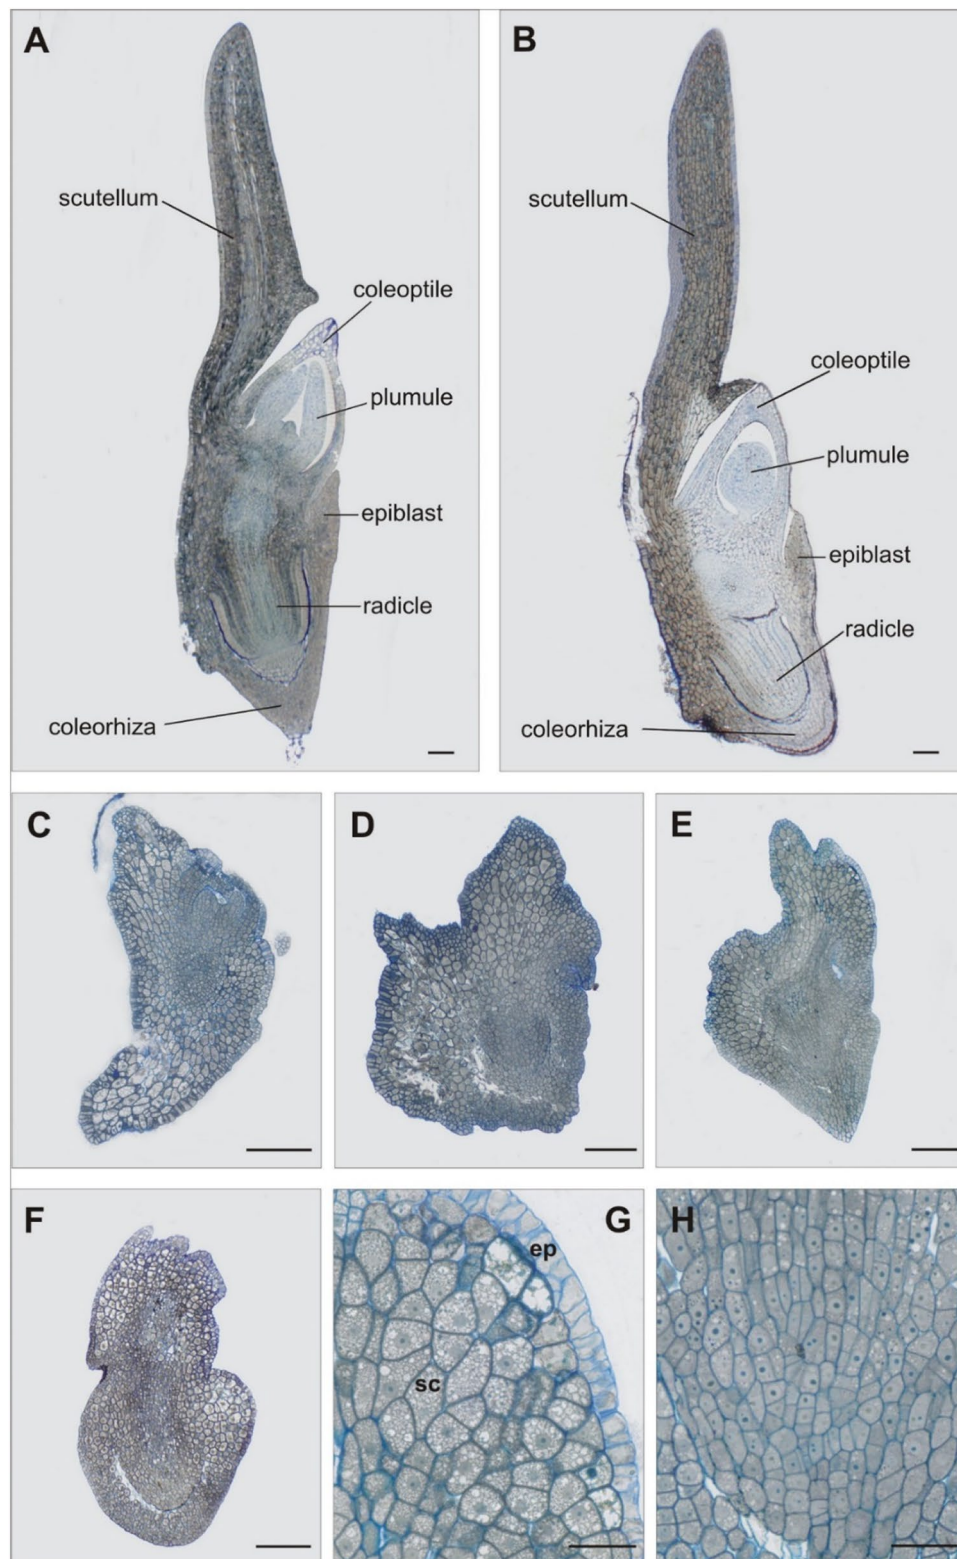 A
scutellum
coleoptile
plumule
epiblast
radicle
coleorhiza
B
scutellum
coleoptile
plumule
epiblast
radicle
coleorhiza
C
D
E
F
G
ep
sc
H